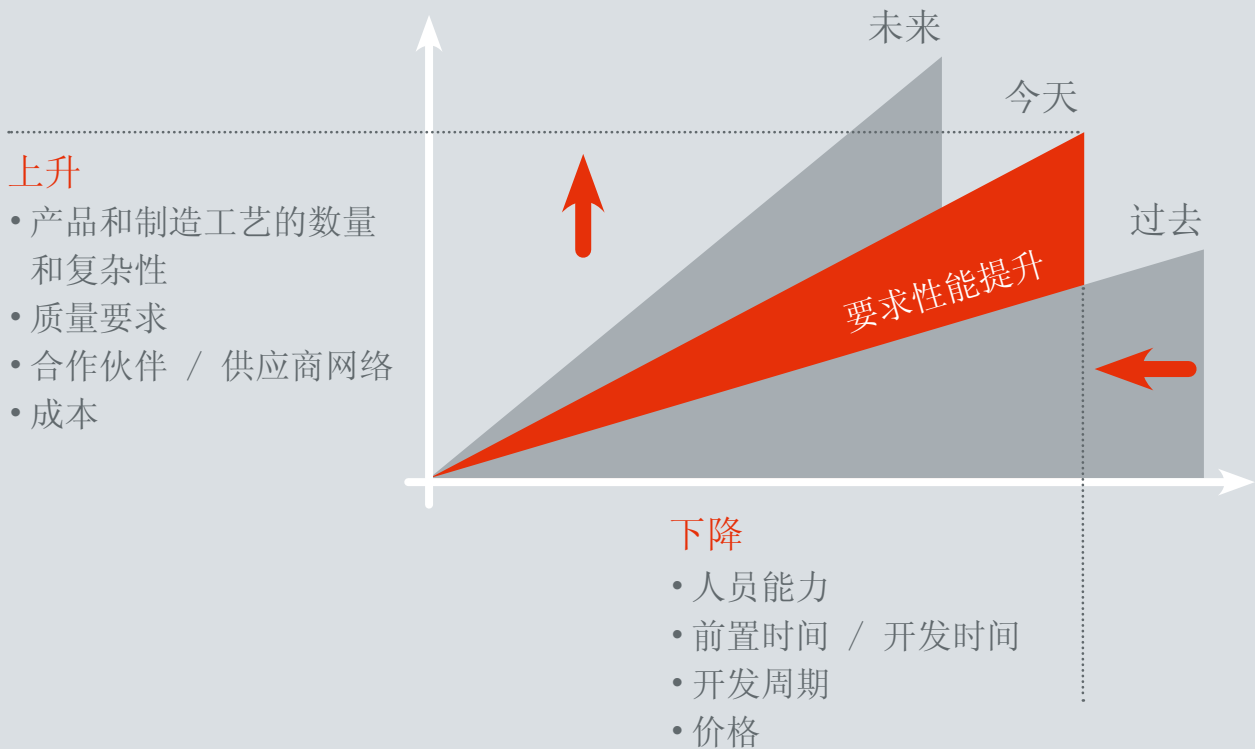 未来
今天
过去
上升
• 产品和制造工艺的数量
和复杂性
• 质量要求
• 合作伙伴 / 供应商网络
• 成本
要求性能提升
下降
• 人员能力
• 前置时间 / 开发时间
• 开发周期
• 价格